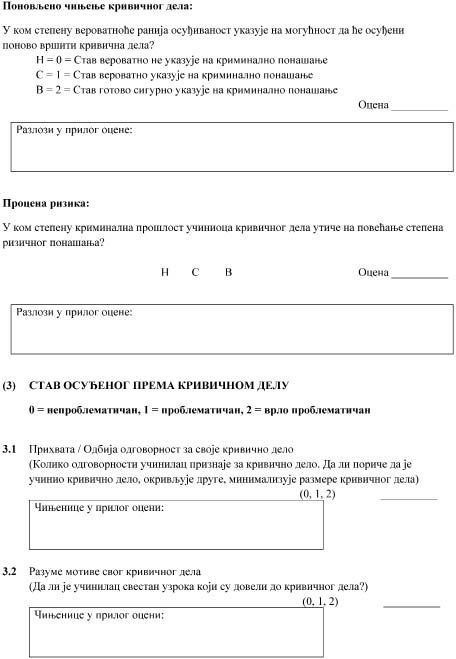 Поновљено чињење кривичног дела:
У ком степену вероватноће ранија осуђиваност указује на могућност да ће осуђени
поново вршити кривична дела?
Н = 0 = Став вероватно не указује на криминално понашање
С = 1 = Став вероватно указује на криминално понашање
В = 2 = Став готово сигурно указује на криминално понашање
Оцена __________
Разлози у прилог оцене:
Процена ризика:
У ком степену криминална прошлост учиниоца кривичног дела утиче на повећање степена
ризичног понашања?
Н С В Оцена __________
Разлози у прилог оцене:
(3) СТАВ ОСУЂЕНОГ ПРЕМА КРИВИЧНОМ ДЕЛУ
0 = непроблематичан, 1 = проблематичан, 2 = врло проблематичан
3.1 Прихвата / Одбија одговорност за своје кривично дело
(Колико одговорности учинилац признаје за кривично дело. Да ли пориче да је
учинио кривично дело, окривљује друге, минимализује размере кривичног дела)
(0, 1, 2) __________
Чињенице у прилог оцени:
3.2 Разуме мотиве свог кривичног дела
(Да ли је учинилац свестан узрока који су довели до кривичног дела?)
(0, 1, 2) __________
Чињенице у прилог оцени: